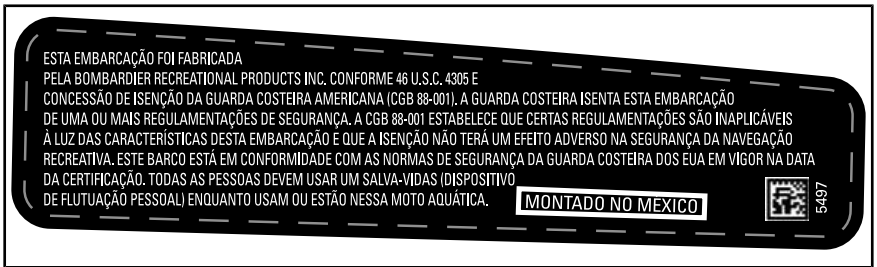 ESTA EMBARCAÇÃO FOI FABRICADA
PELA BOMBARDIER RECREATIONAL PRODUCTS INC. CONFORME 46 U.S.C. 4305 E
CONCESSÃO DE ISENÇÃO DA GUARDA COSTEIRA AMERICANA (CGB 88-001). A GUARDA COSTEIRA ISENTA ESTA EMBARCAÇÃO
DE UMA OU MAIS REGULAMENTAÇÕES DE SEGURANÇA. A CGB 88-001 ESTABELECE QUE CERTAS REGULAMENTAÇÕES SÃO INAPLICÁVEIS
À LUZ DAS CARACTERÍSTICAS DESTA EMBARCAÇÃO E QUE A ISENÇÃO NÃO TERÁ UM EFEITO ADVERSO NA SEGURANÇA DA NAVEGAÇÃO
RECREATIVA. ESTE BARCO ESTÁ EM CONFORMIDADE COM AS NORMAS DE SEGURANÇA DA GUARDA COSTEIRA DOS EUA EM VIGOR NA DATA
DA CERTIFICAÇÃO. TODAS AS PESSOAS DEVEM USAR UM SALVA-VIDAS (DISPOSITIVO
DE FLUTUAÇÃO PESSOAL) ENQUANTO USAM OU ESTÃO NESSA MOTO AQUÁTICA.
MONTADO NO MEXICO
5497